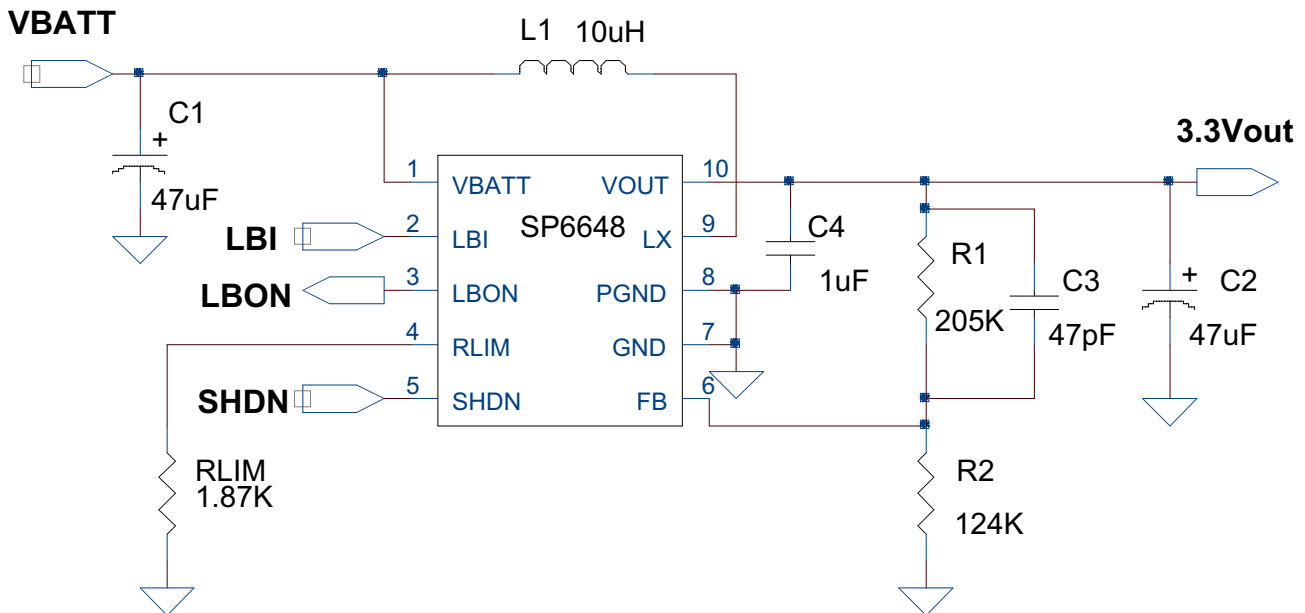 VBATT
L1 10uH
C1
+
47uF
3.3Vout
1 VBATT VOUT 10
SP6648
LBI 2 LBI LX 9
C4
1uF
R1
205K
C3
47pF
+
C2
47uF
LBON 3 LBON PGND 8
4 RLIM GND 7
SHDN 5 SHDN FB 6
RLIM
1.87K
R2
124K